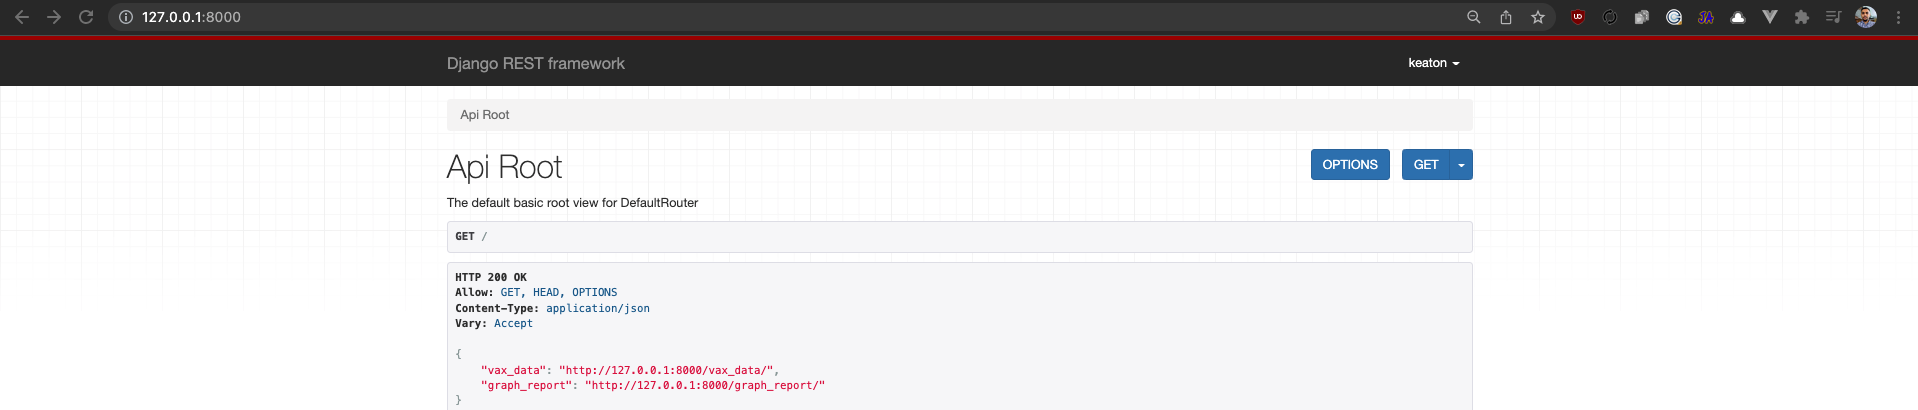 127.0.0.1:8000
Django REST framework
keaton
Api Root
Api Root
OPTIONS
GET
The default basic root view for DefaultRouter
GET /
HTTP 200 OK
Allow: GET, HEAD, OPTIONS
Content-Type: application/json
Vary: Accept
{
"vax_data": "http://127.0.0.1:8000/vax_data/",
"graph_report": "http://127.0.0.1:8000/graph_report/"
}